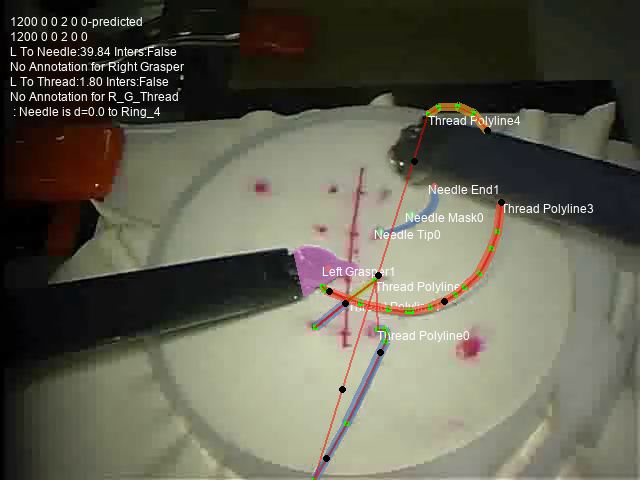 1200 0 0 2 0 0-predicted
1200 0 0 2 0 0
L To Needle:39.84 Inters:False
No Annotation for Right Grasper
L To Thread:1.80 Inters:False
No Annotation for R_G_Thread
: Needle is d=0.0 to Ring_4
Thread Polyline4
Needle End1
Thread Polyline3
Needle Mask0
Needle Tip0
Left Grasper1
Thread Polyline
Thread Polyline0